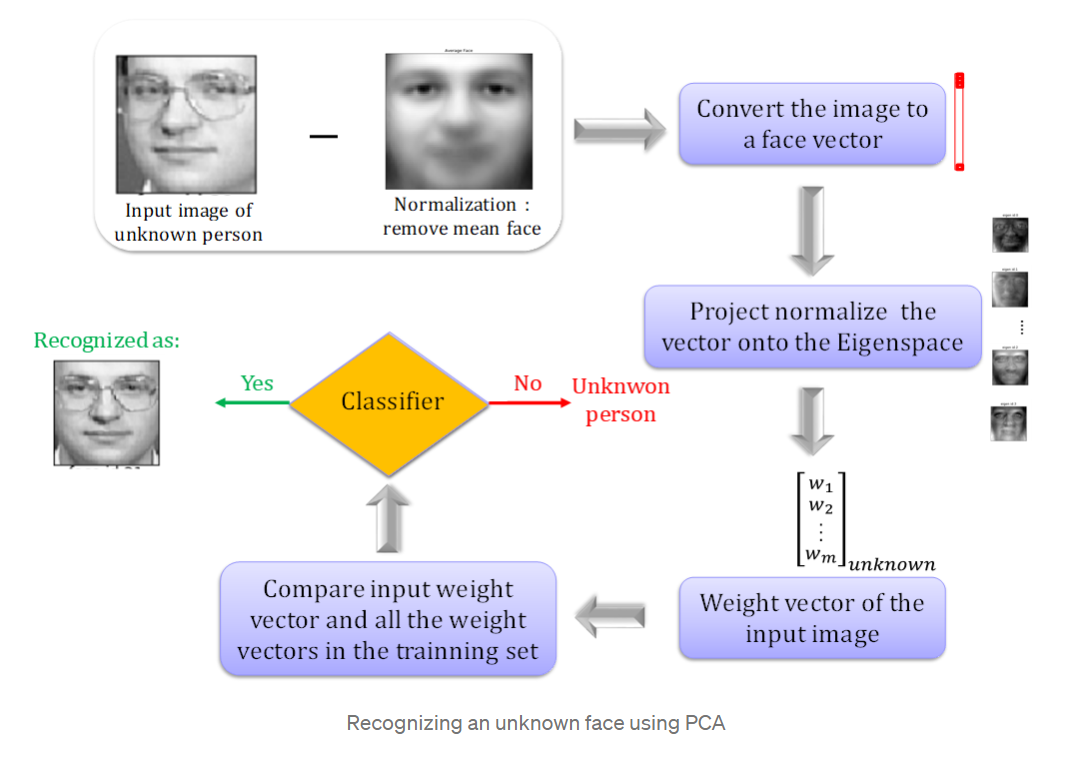 Average Face
Input image of
unknown person
Normalization :
remove mean face
Convert the image to
a face vector
Project normalize the
vector onto the Eigenspace
w1
w2
⋮
wm
unknown
Weight vector of the
input image
Compare input weight
vector and all the weight
vectors in the trainning set
Classifier
Yes
No
Unknwon
person
Recognized as:
Recognizing an unknown face using PCA